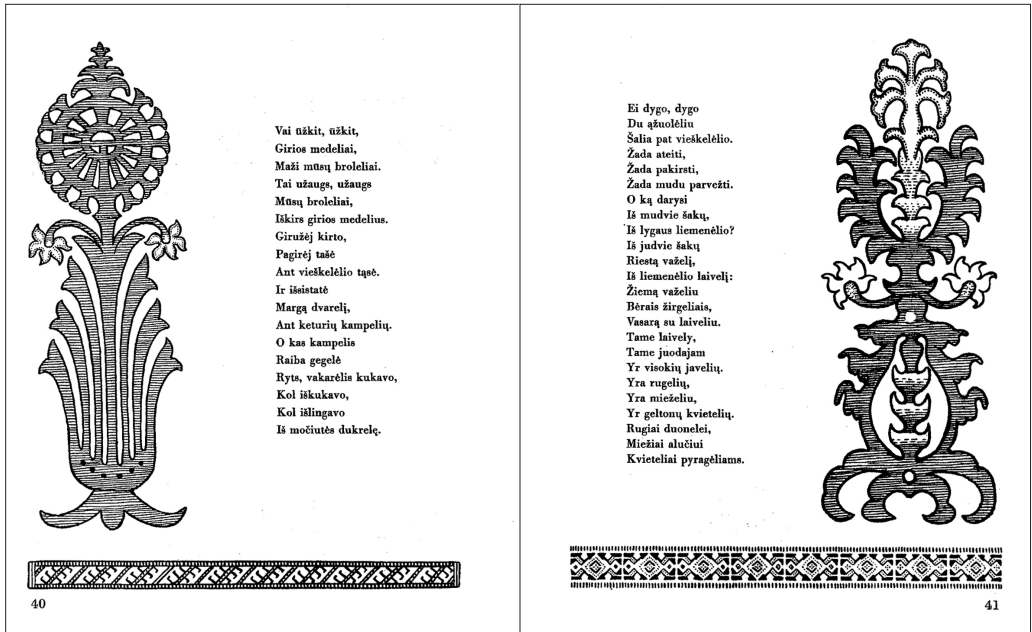 Vai ūžkit, ūžkit,
Girios medeliai,
Maži mūsų broleliai.
Tai užaugs, užaugs
Mūsų broleliai,
Iškirs girios medelius.
Giružėj kirto,
Pagirėj tašė
Ant vieškelėlio tąsė.
Ir išsistatė
Margą dvarelį,
Ant keturių kampelių.
O kas kampelis
Raiba gegelė
Ryts, vakarėlis kukavo,
Kol iškukavo,
Kol išlingavo
Iš močiutės dukrelę.
40
Ei dygo, dygo
Du ąžuolėliu
Šalia pat vieškelėlio.
Žada ateiti,
Žada pakirsti,
Žada mudu parvežti.
O ką darysi
Iš mudvie šakų,
Iš lygaus liemenėlio?
Iš judvie šakų
Riestą važelį,
Iš liemenėlio laivelį:
Žiemą važeliu
Bėrais žirgeliais,
Vasarą su laiveliu.
Tame laively,
Tame juodajam
Yr visokių javelių.
Yra rugelių,
Yra mieželiu,
Yr geltonų kvietelių.
Rugiai duonelei,
Miežiai alučiui
Kvieteliai pyragėliams.
41